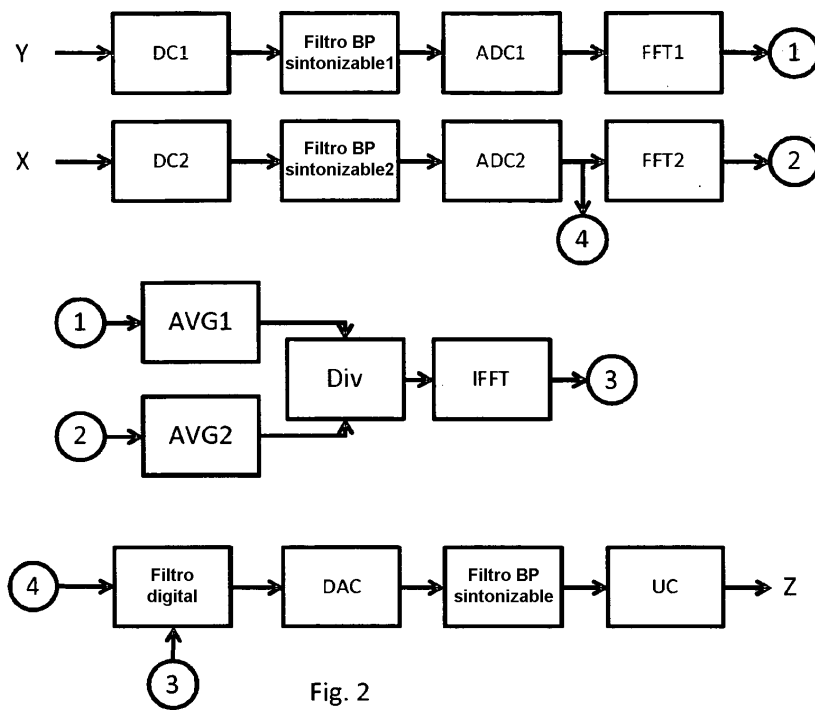 Y
DC1
Filtro BP
sintonizable1
ADC1
FFT1
1
X
DC2
Filtro BP
sintonizable2
ADC2
FFT2
2
4
1
AVG1
Div
IFFT
3
2
AVG2
4
Filtro
digital
DAC
Filtro BP
sintonizable
UC
Z
3
Fig. 2